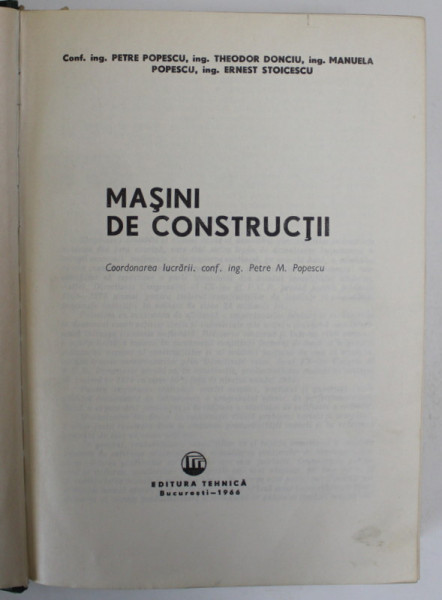 Conf. ing. PETRE POPESCU, ing. THEODOR DONCIU, ing. MANUELA
POPESCU, ing. ERNEST STOICESCU
MAŞINI
DE CONSTRUCŢII
Coordonarea lucrării, conf. ing. Petre M. Popescu
EDITURA TEHNICĂ
Bucureşti—1966